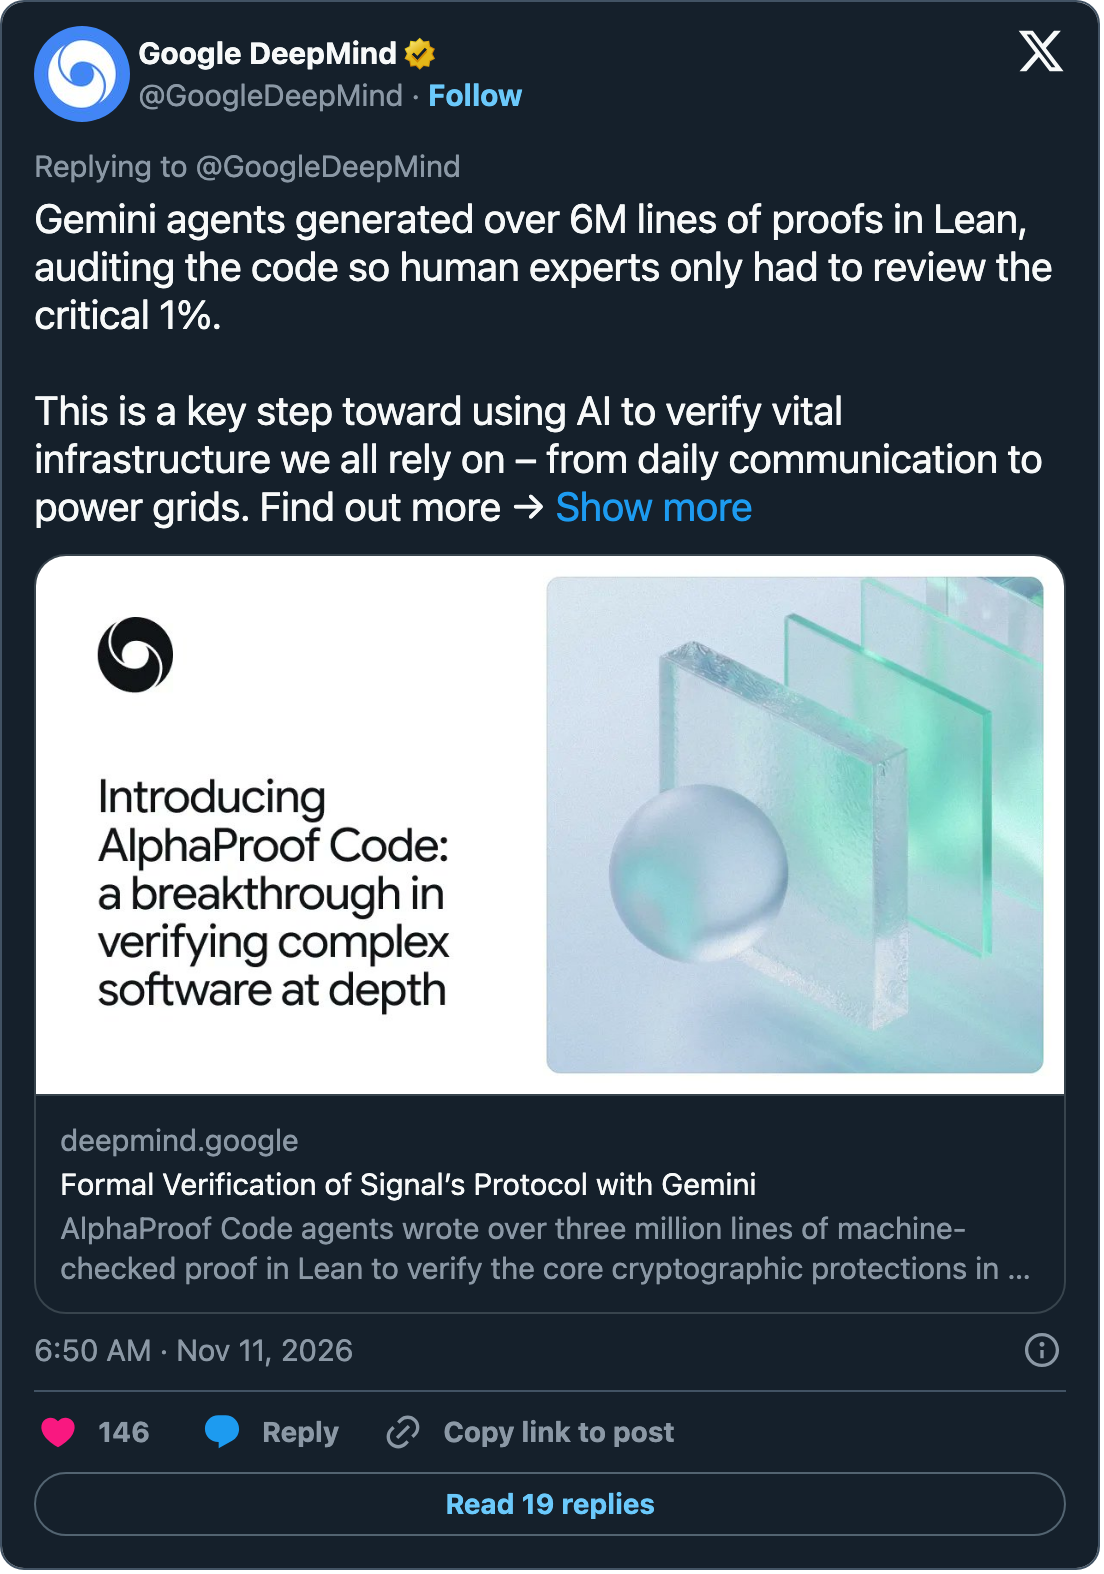 Google DeepMind
@GoogleDeepMind · Follow
Replying to @GoogleDeepMind
Gemini agents generated over 6M lines of proofs in Lean,
auditing the code so human experts only had to review the
critical 1%.
This is a key step toward using AI to verify vital
infrastructure we all rely on – from daily communication to
power grids. Find out more → Show more
Introducing
AlphaProof Code:
a breakthrough in
verifying complex
software at depth
deepmind.google
Formal Verification of Signal’s Protocol with Gemini
AlphaProof Code agents wrote over three million lines of machine-
checked proof in Lean to verify the core cryptographic protections in ...
6:50 AM · Nov 11, 2026
146 Reply Copy link to post
Read 19 replies